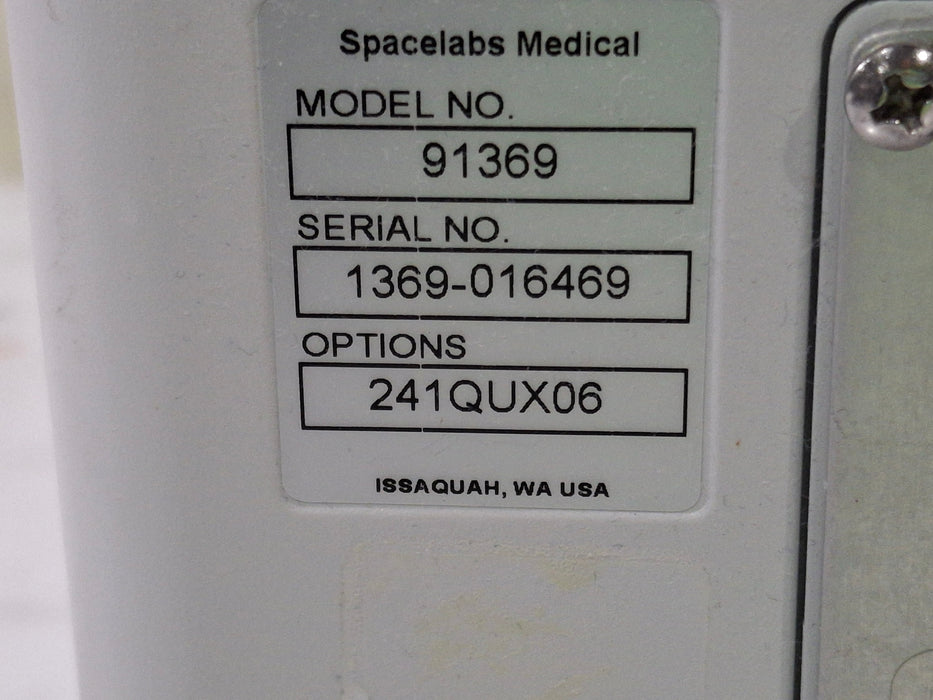 Spacelabs Medical
MODEL NO.
91369
SERIAL NO.
1369-016469
OPTIONS
241QUX06
ISSAQUAH, WA USA